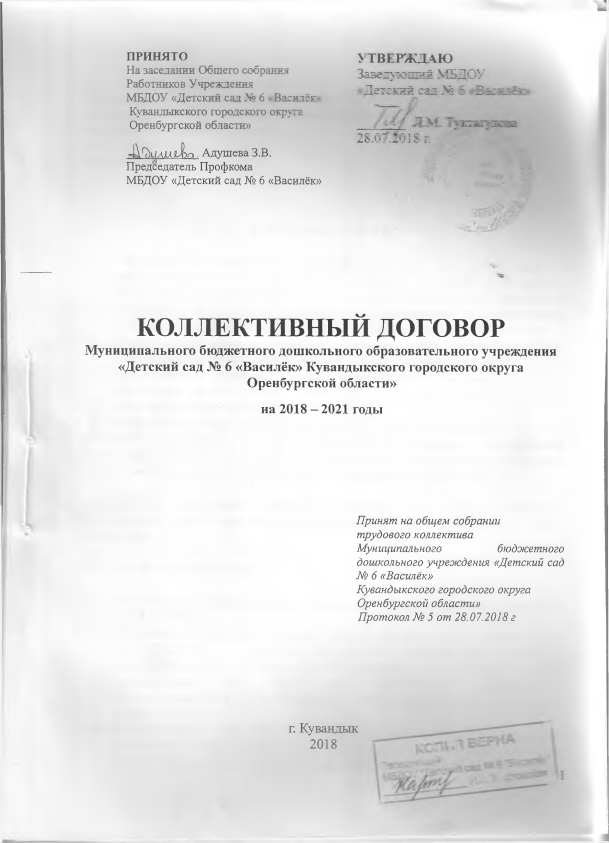 ПРИНЯТО
На заседании Общего собрания
Работников Учреждения
МБДОУ «Детский сад № 6 «Василёк»
Кувандыкского городского округа
Оренбургской области»
Адушева Адушева З.В.
Председатель Профкома
МБДОУ «Детский сад № 6 «Василёк»
УТВЕРЖДАЮ
Заведующий МБДОУ
«Детский сад № 6 «Василёк»
28.07.2018 г.
КОЛЛЕКТИВНЫЙ ДОГОВОР
Муниципального бюджетного дошкольного образовательного учреждения
«Детский сад № 6 «Василёк» Кувандыкского городского округа
Оренбургской области»
на 2018 – 2021 годы
Принят на общем собрании
трудового коллектива
Муниципального бюджетного
дошкольного учреждения «Детский сад
№ 6 «Василёк»
Кувандыкского городского округа
Оренбургской области»
Протокол № 5 от 28.07.2018 г
г. Кувандык
2018
КОПИЯ ВЕРНА
1